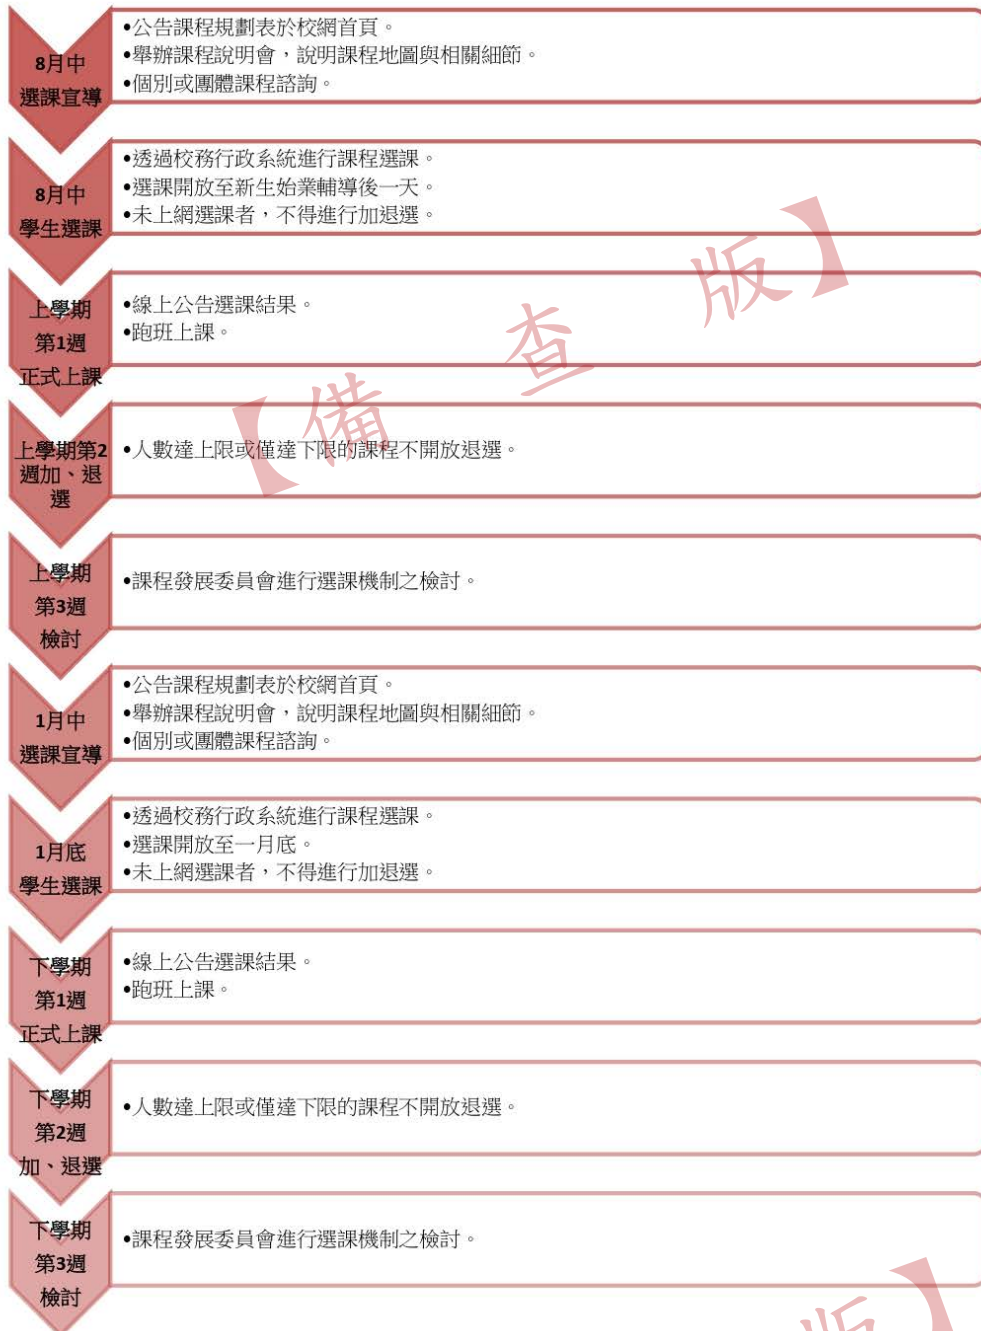 8月中
選課宣導
•公告課程規劃表於校網首頁。
•舉辦課程說明會，說明課程地圖與相關細節。
•個別或團體課程諮詢。
8月中
學生選課
•透過校務行政系統進行課程選課。
•選課開放至新生始業輔導後一天。
•未上網選課者，不得進行加退選。
上學期
第1週
正式上課
•線上公告選課結果。
•跑班上課。
上學期第2
週加、退
選
•人數達上限或僅達下限的課程不開放退選。
上學期
第3週
檢討
•課程發展委員會進行選課機制之檢討。
1月中
選課宣導
•公告課程規劃表於校網首頁。
•舉辦課程說明會，說明課程地圖與相關細節。
•個別或團體課程諮詢。
1月底
學生選課
•透過校務行政系統進行課程選課。
•選課開放至一月底。
•未上網選課者，不得進行加退選。
下學期
第1週
正式上課
•線上公告選課結果。
•跑班上課。
下學期
第2週
加、退選
•人數達上限或僅達下限的課程不開放退選。
下學期
第3週
檢討
•課程發展委員會進行選課機制之檢討。
【備查版】
版】